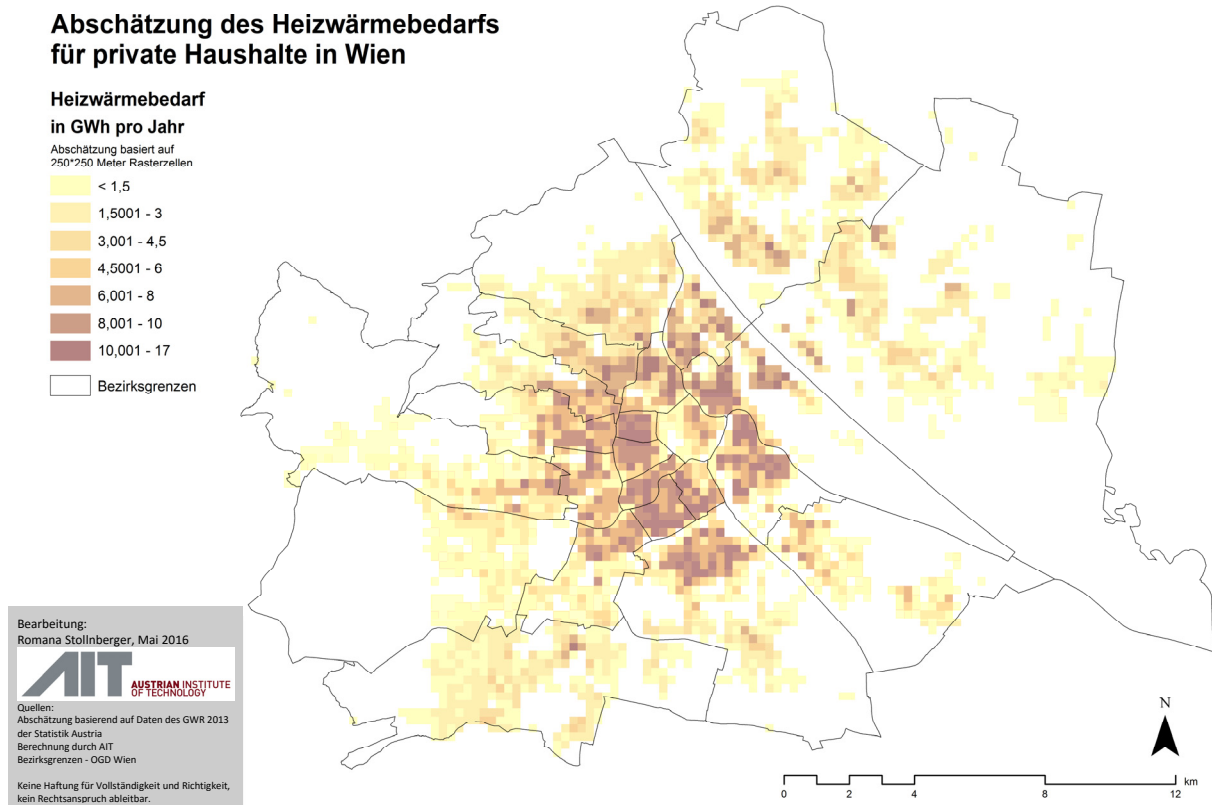 Abschätzung des Heizwärmebedarfs
für private Haushalte in Wien
Heizwärmebedarf
in GWh pro Jahr
Abschätzung basiert auf
250*250 Meter Rasterzellen
< 1,5
1,5001 - 3
3,001 - 4,5
4,5001 - 6
6,001 - 8
8,001 - 10
10,001 - 17
Bezirksgrenzen
Bearbeitung:
Romana Stollnberger, Mai 2016
AIT AUSTRIAN INSTITUTE
OF TECHNOLOGY
Quellen:
Abschätzung basierend auf Daten des GWR 2013
der Statistik Austria
Berechnung durch AIT
Bezirksgrenzen - OGD Wien
Keine Haftung für Vollständigkeit und Richtigkeit,
kein Rechtsanspruch ableitbar.
N
km
0 2 4 8 12